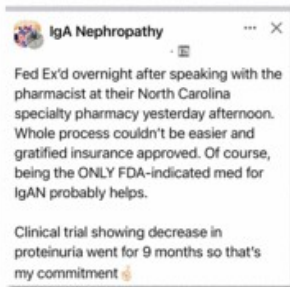 IgA Nephropathy
Fed Ex'd overnight after speaking with the
pharmacist at their North Carolina
specialty pharmacy yesterday afternoon.
Whole process couldn't be easier and
gratified insurance approved. Of course,
being the ONLY FDA-indicated med for
IgAN probably helps.
Clinical trial showing decrease in
proteinuria went for 9 months so that's
my commitment👆🏻